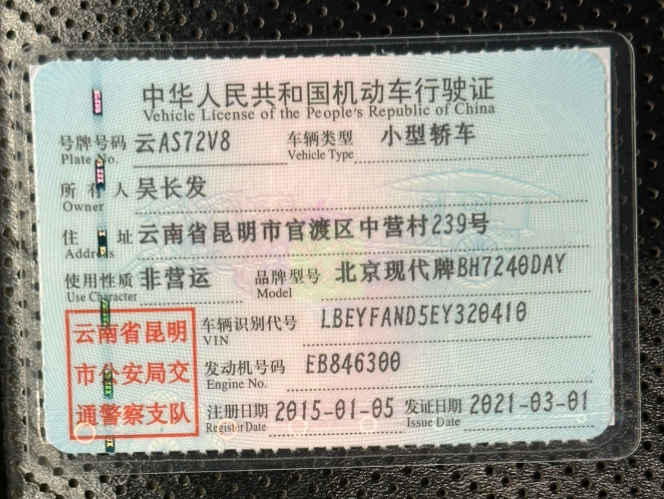 中华人民共和国机动车行驶证
Vehicle License of the People's Republic of China
号牌号码 云AS72V8 车辆类型 小型轿车
Plate No. Vehicle Type
所有人 吴长发
Owner
住址 云南省昆明市官渡区中营村239号
Address
使用性质 非营运 品牌型号 北京现代牌BH7240DAY
Use Character Model
云南省昆明 车辆识别代号 LBEYFAND5EY320410
VIN
市公安局交 发动机号码 EB846300
Engine No.
通警察支队 注册日期 2015-01-05 发证日期 2021-03-01
Register Date Issue Date